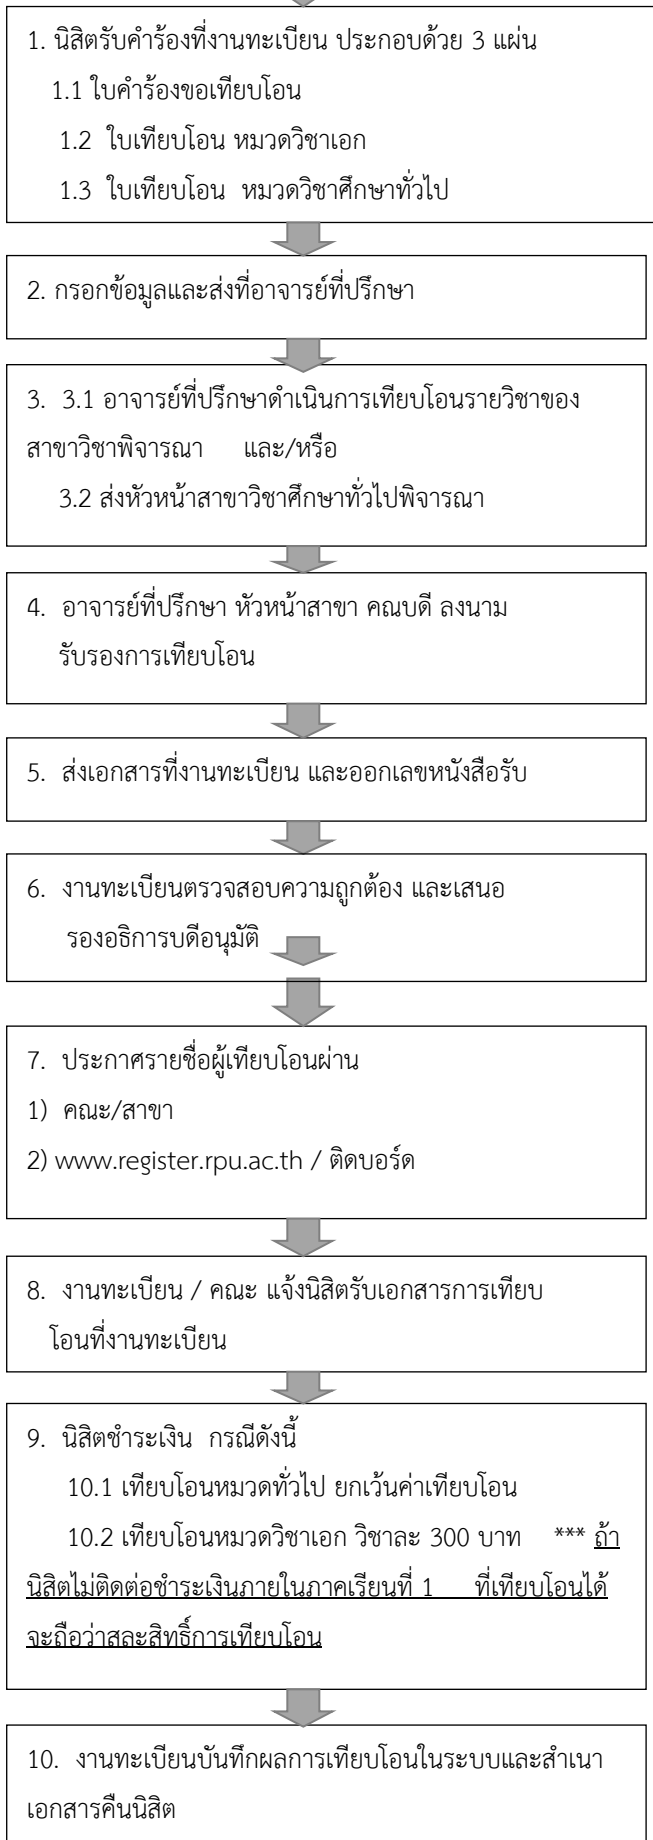 1. นิสิตรับคำร้องที่งานทะเบียน ประกอบด้วย 3 แผ่น
1.1 ใบคำร้องขอเทียบโอน
1.2 ใบเทียบโอน หมวดวิชาเอก
1.3 ใบเทียบโอน หมวดวิชาศึกษาทั่วไป
2. กรอกข้อมูลและส่งที่อาจารย์ที่ปรึกษา
3. 3.1 อาจารย์ที่ปรึกษาดำเนินการเทียบโอนรายวิชาของ
สาขาวิชาพิจารณา และ/หรือ
3.2 ส่งหัวหน้าสาขาวิชาศึกษาทั่วไปพิจารณา
4. อาจารย์ที่ปรึกษา หัวหน้าสาขา คณบดี ลงนาม
รับรองการเทียบโอน
5. ส่งเอกสารที่งานทะเบียน และออกเลขหนังสือรับ
6. งานทะเบียนตรวจสอบความถูกต้อง และเสนอ
รองอธิการบดีอนุมัติ
7. ประกาศรายชื่อผู้เทียบโอนผ่าน
1) คณะ/สาขา
2) www.register.rpu.ac.th / ติดบอร์ด
8. งานทะเบียน / คณะ แจ้งนิสิตรับเอกสารการเทียบ
โอนที่งานทะเบียน
9. นิสิตชำระเงิน กรณีดังนี้
10.1 เทียบโอนหมวดทั่วไป ยกเว้นค่าเทียบโอน
10.2 เทียบโอนหมวดวิชาเอก วิชาละ 300 บาท *** ถ้า
นิสิตไม่ติดต่อชำระเงินภายในภาคเรียนที่ 1 ที่เทียบโอนได้
จะถือว่าสละสิทธิ์การเทียบโอน
10. งานทะเบียนบันทึกผลการเทียบโอนในระบบและสำเนา
เอกสารคืนนิสิต